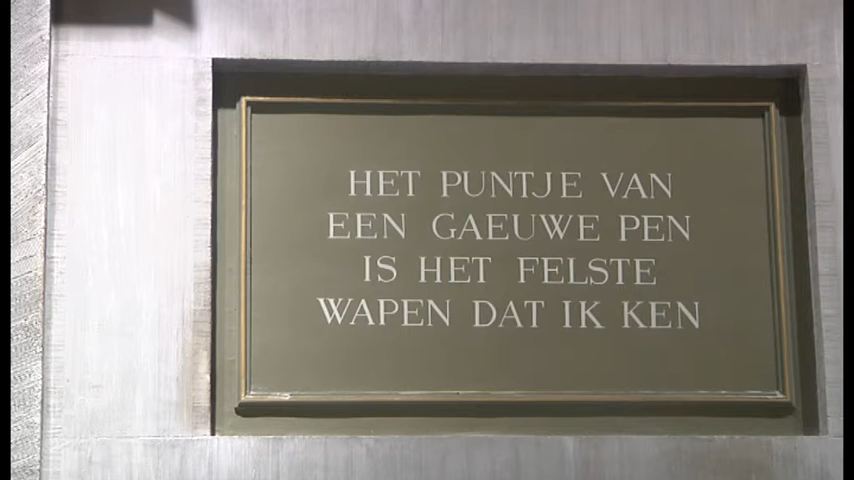 HET PUNTJE VAN
EEN GAEUWE PEN
IS HET FELSTE
WAPEN DAT IK KEN